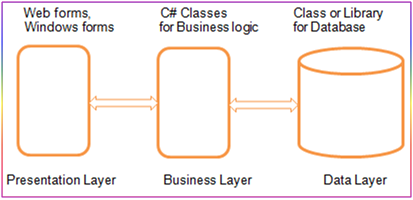 Web forms,
Windows forms
C# Classes
for Business logic
Class or Library
for Database
Presentation Layer
Business Layer
Data Layer